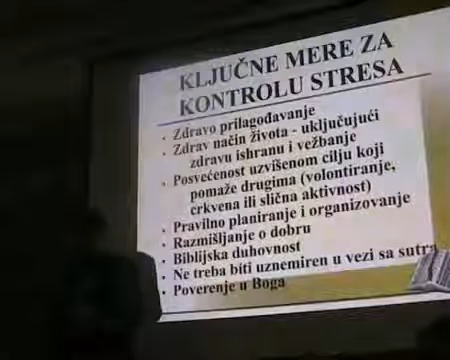 KLJUČNE MERE ZA
KONTROLU STRESA
• Zdravo prilagođavanje
• Zdrav način života - uključujući
zdravu ishranu i vežbanje
• Posvećenost uzvišenom cilju koji
pomaže drugima (volontiranje,
crkvena ili slična aktivnost)
• Pravilno planiranje i organizovanje
• Razmišljanje o dobru
• Biblijska duhovnost
• Ne treba biti uznemiren u vezi sa sutra
• Poverenje u Boga